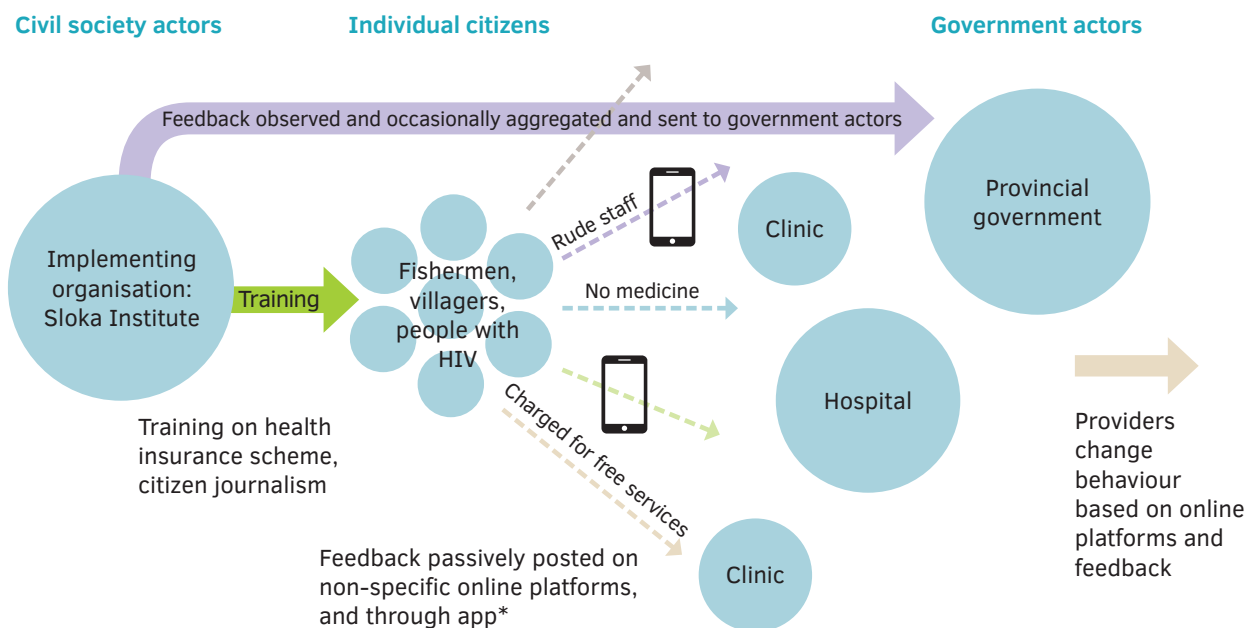 Civil society actors
Individual citizens
Government actors
Feedback observed and occasionally aggregated and sent to government actors
Implementing
organisation:
Sloka Institute
Training
Fishermen,
villagers,
people with
HIV
Rude staff
No medicine
Charged for free services
Clinic
Provincial
government
Hospital
Clinic
Training on health
insurance scheme,
citizen journalism
Feedback passively posted on
non-specific online platforms,
and through app*
Providers
change
behaviour
based on online
platforms and
feedback